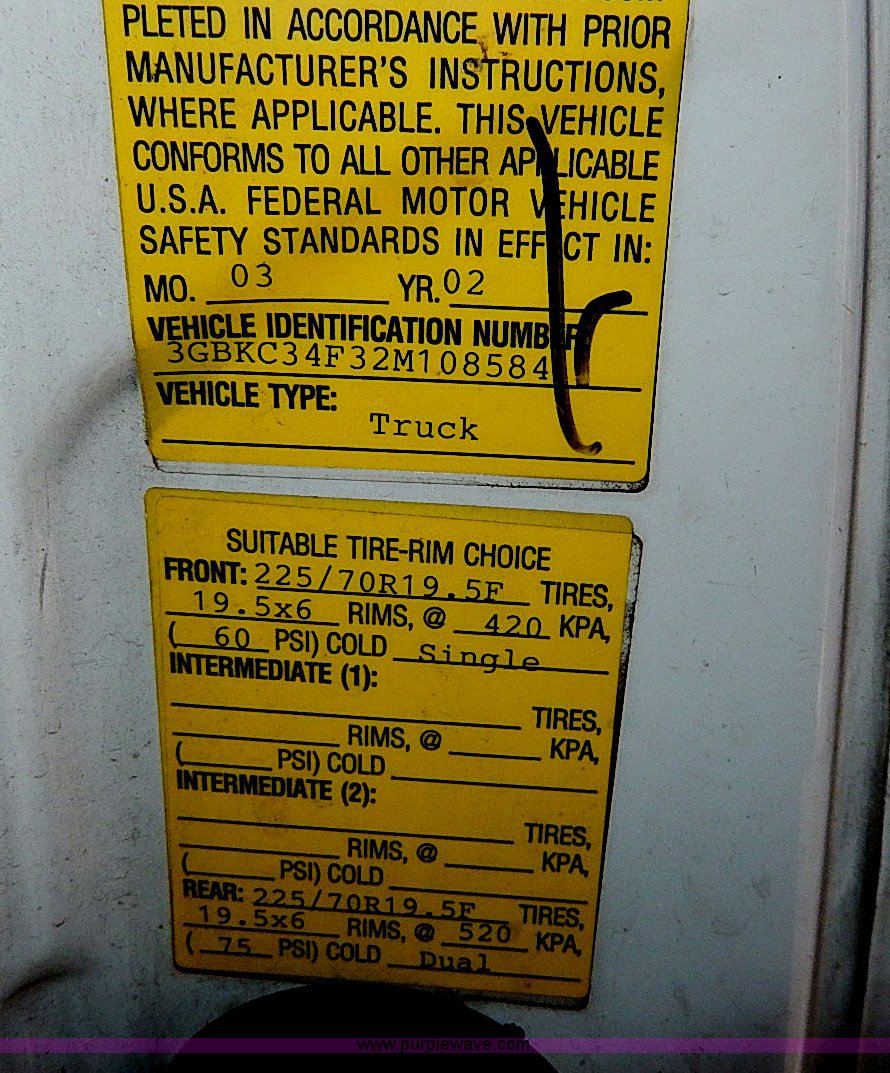 PLETED IN ACCORDANCE WITH PRIOR
MANUFACTURER'S INSTRUCTIONS,
WHERE APPLICABLE. THIS VEHICLE
CONFORMS TO ALL OTHER APPLICABLE
U.S.A. FEDERAL MOTOR VEHICLE
SAFETY STANDARDS IN EFFECT IN:
MO. 03 YR. 02
VEHICLE IDENTIFICATION NUMBER
3GBKC34F32M108584
VEHICLE TYPE:
Truck
SUITABLE TIRE-RIM CHOICE
FRONT: 225/70R19.5F TIRES,
19.5x6 RIMS, @ 420 KPA,
( 60 PSI) COLD Single
INTERMEDIATE (1):
TIRES,
RIMS, @ KPA,
( PSI) COLD
INTERMEDIATE (2):
TIRES,
RIMS, @ KPA,
( PSI) COLD
REAR: 225/70R19.5F TIRES,
19.5x6 RIMS, @ 520 KPA,
( 75 PSI) COLD Dual
www.purplewave.com